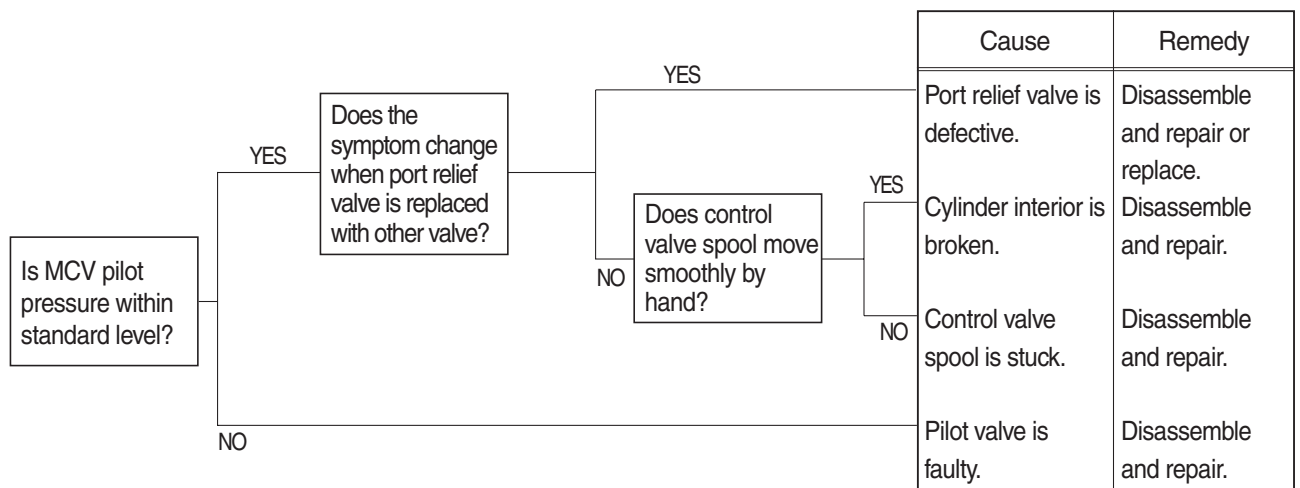 Cause
Remedy
YES
Port relief valve is
defective.
Disassemble
and repair or
replace.
Does the
symptom change
when port relief
valve is replaced
with other valve?
YES
YES
Cylinder interior is
broken.
Disassemble
and repair.
Does control
valve spool move
smoothly by
hand?
NO
Is MCV pilot
pressure within
standard level?
NO
Control valve
spool is stuck.
Disassemble
and repair.
NO
Pilot valve is
faulty.
Disassemble
and repair.